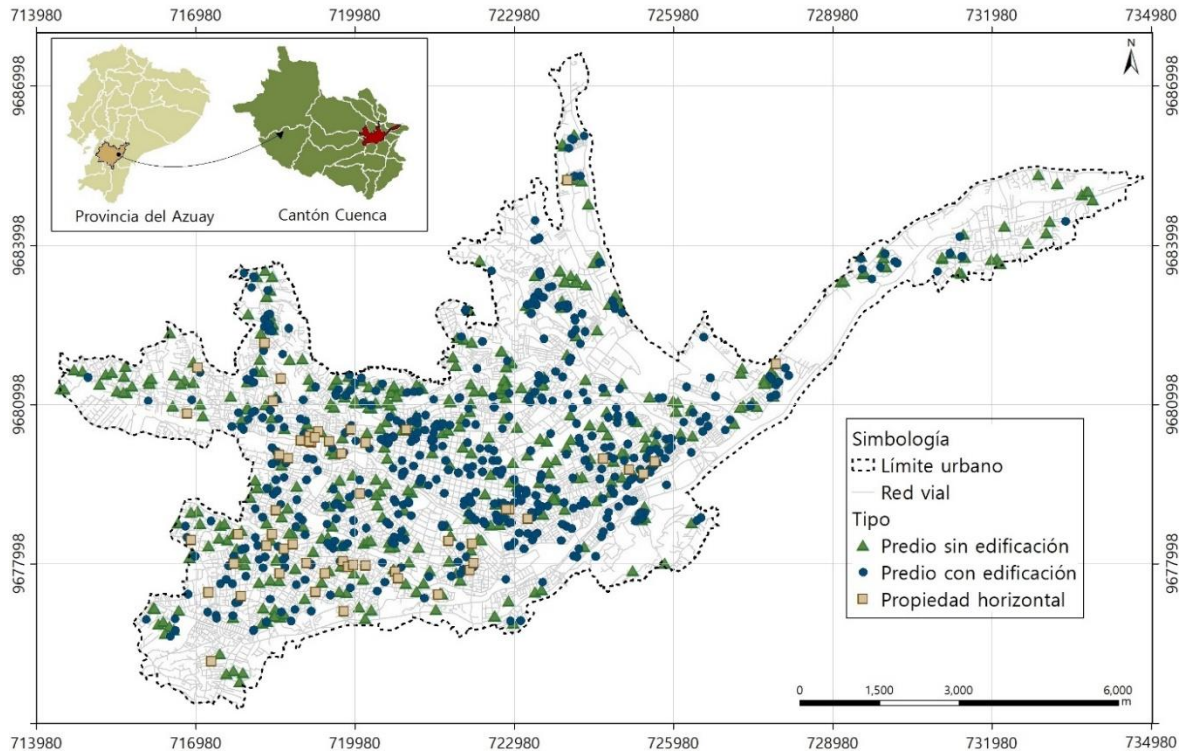 713980 716980 719980 722980 725980 728980 731980 734980
N
9686998 9686998
9683998 9683998
9680998 9680998
9677998 9677998
Provincia del Azuay Cantón Cuenca
Simbología
Límite urbano
Red vial
Tipo
Predio sin edificación
Predio con edificación
Propiedad horizontal
0 1,500 3,000 6,000
m
713980 716980 719980 722980 725980 728980 731980 734980